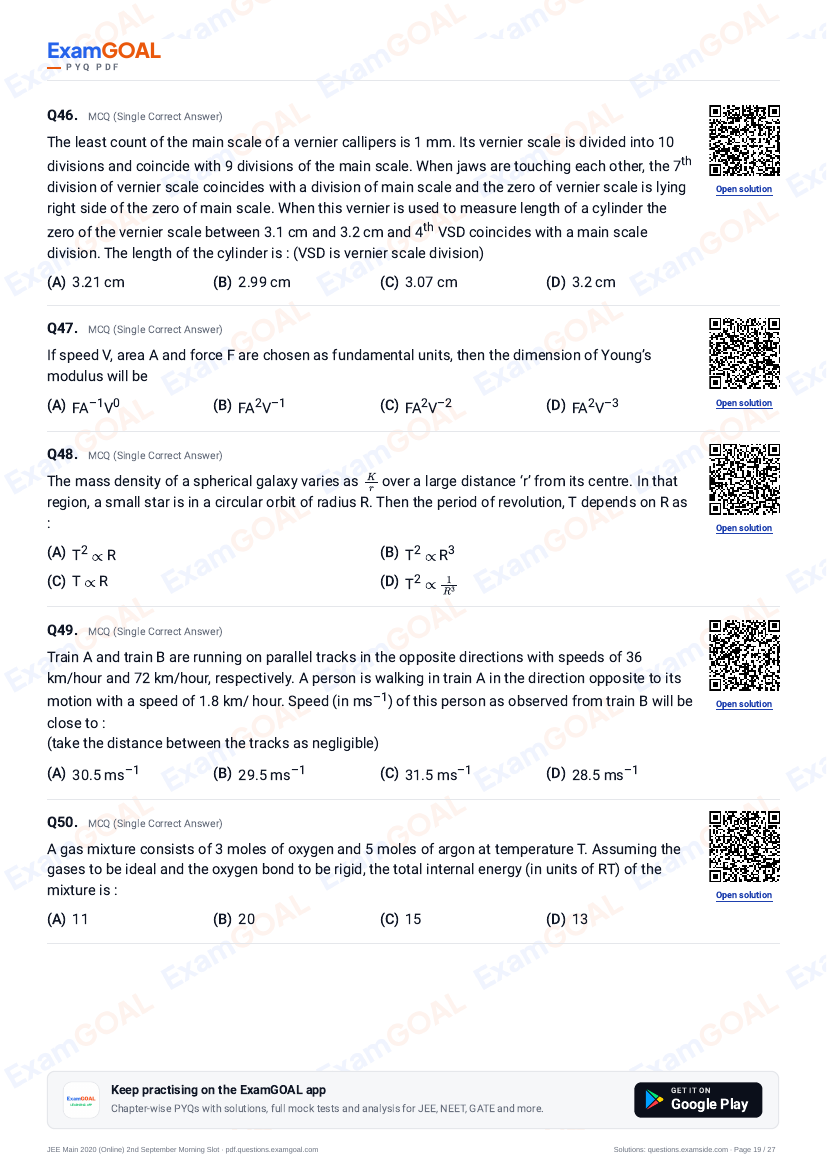 ExamGOAL
PYQ PDF
Q46. MCQ (Single Correct Answer)
The least count of the main scale of a vernier callipers is 1 mm. Its vernier scale is divided into 10
divisions and coincide with 9 divisions of the main scale. When jaws are touching each other, the 7th
division of vernier scale coincides with a division of main scale and the zero of vernier scale is lying
right side of the zero of main scale. When this vernier is used to measure length of a cylinder the
zero of the vernier scale between 3.1 cm and 3.2 cm and 4th VSD coincides with a main scale
division. The length of the cylinder is : (VSD is vernier scale division)
(A) 3.21 cm (B) 2.99 cm (C) 3.07 cm (D) 3.2 cm
Open solution
Q47. MCQ (Single Correct Answer)
If speed V, area A and force F are chosen as fundamental units, then the dimension of Young's
modulus will be
(A) FA⁻¹V⁰ (B) FA²V⁻¹ (C) FA²V⁻² (D) FA²V⁻³
Open solution
Q48. MCQ (Single Correct Answer)
The mass density of a spherical galaxy varies as K/r over a large distance 'r' from its centre. In that
region, a small star is in a circular orbit of radius R. Then the period of revolution, T depends on R as
:
(A) T² ∝ R (B) T² ∝ R³
(C) T ∝ R (D) T² ∝ 1/R³
Open solution
Q49. MCQ (Single Correct Answer)
Train A and train B are running on parallel tracks in the opposite directions with speeds of 36
km/hour and 72 km/hour, respectively. A person is walking in train A in the direction opposite to its
motion with a speed of 1.8 km/ hour. Speed (in ms⁻¹) of this person as observed from train B will be
close to :
(take the distance between the tracks as negligible)
(A) 30.5 ms⁻¹ (B) 29.5 ms⁻¹ (C) 31.5 ms⁻¹ (D) 28.5 ms⁻¹
Open solution
Q50. MCQ (Single Correct Answer)
A gas mixture consists of 3 moles of oxygen and 5 moles of argon at temperature T. Assuming the
gases to be ideal and the oxygen bond to be rigid, the total internal energy (in units of RT) of the
mixture is :
(A) 11 (B) 20 (C) 15 (D) 13
Open solution
ExamGOAL
Keep practising on the ExamGOAL app
Chapter-wise PYQs with solutions, full mock tests and analysis for JEE, NEET, GATE and more.
GET IT ON
Google Play
JEE Main 2020 (Online) 2nd September Morning Slot · pdf.questions.examgoal.com
Solutions: questions.examside.com · Page 19 / 27